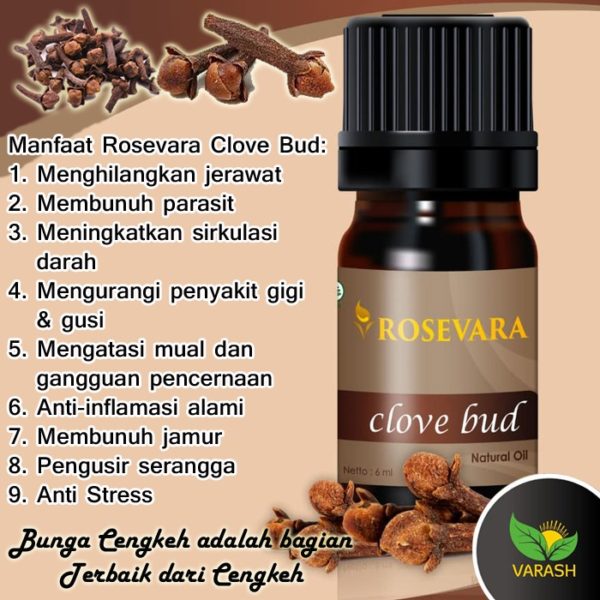 Manfaat Rosevara Clove Bud:
1. Menghilangkan jerawat
2. Membunuh parasit
3. Meningkatkan sirkulasi
darah
4. Mengurangi penyakit gigi
& gusi
5. Mengatasi mual dan
gangguan pencernaan
6. Anti-inflamasi alami
7. Membunuh jamur
8. Pengusir serangga
9. Anti Stress
Bunga Cengkeh adalah bagian
Terbaik dari Cengkeh
ROSEVARA
clove bud
Natural Oil
Netto : 6 ml
VARASH